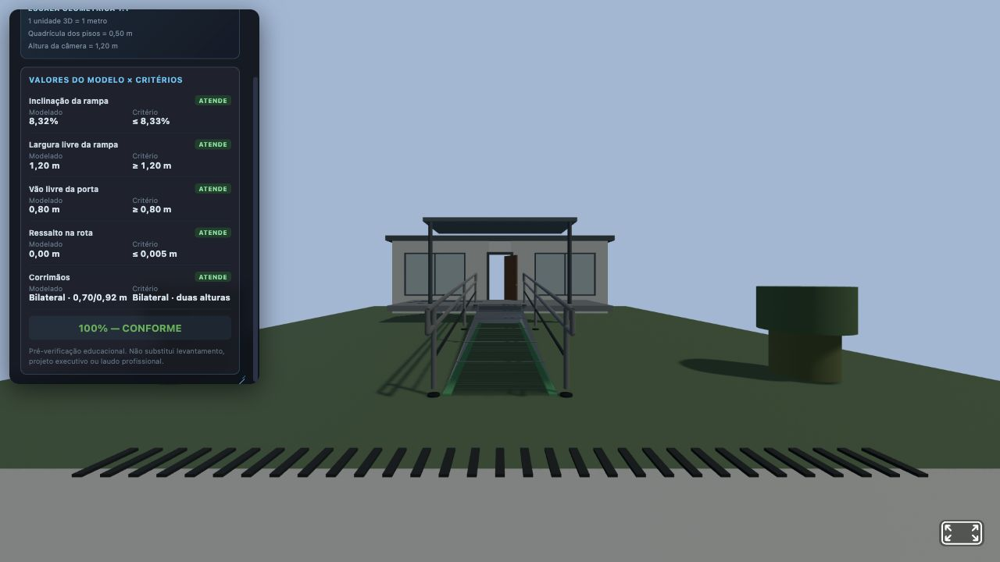 ESCALA GEOMÉTRICA 1:1
1 unidade 3D = 1 metro
Quadrícula dos pisos = 0,50 m
Altura da câmera = 1,20 m
VALORES DO MODELO × CRITÉRIOS
Inclinação da rampa ATENDE
Modelado Critério
8,32% ≤ 8,33%
Largura livre da rampa ATENDE
Modelado Critério
1,20 m ≥ 1,20 m
Vão livre da porta ATENDE
Modelado Critério
0,80 m ≥ 0,80 m
Ressalto na rota ATENDE
Modelado Critério
0,00 m ≤ 0,005 m
Corrimãos ATENDE
Modelado Critério
Bilateral · 0,70/0,92 m Bilateral · duas alturas
100% — CONFORME
Pré-verificação educacional. Não substitui levantamento,
projeto executivo ou laudo profissional.